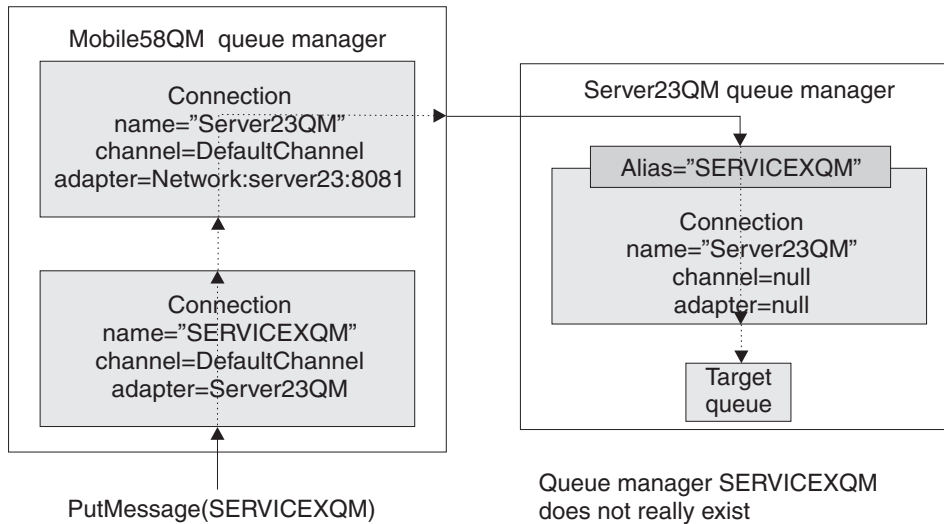 Mobile58QM queue manager
Connection
name=”Server23QM”
channel=DefaultChannel
adapter=Network:server23:8081
Connection
name=”SERVICEXQM”
channel=DefaultChannel
adapter=Server23QM
PutMessage(SERVICEXQM)
Server23QM queue manager
Alias=”SERVICEXQM”
Connection
name=”Server23QM”
channel=null
adapter=null
Target
queue
Queue manager SERVICEXQM
does not really exist